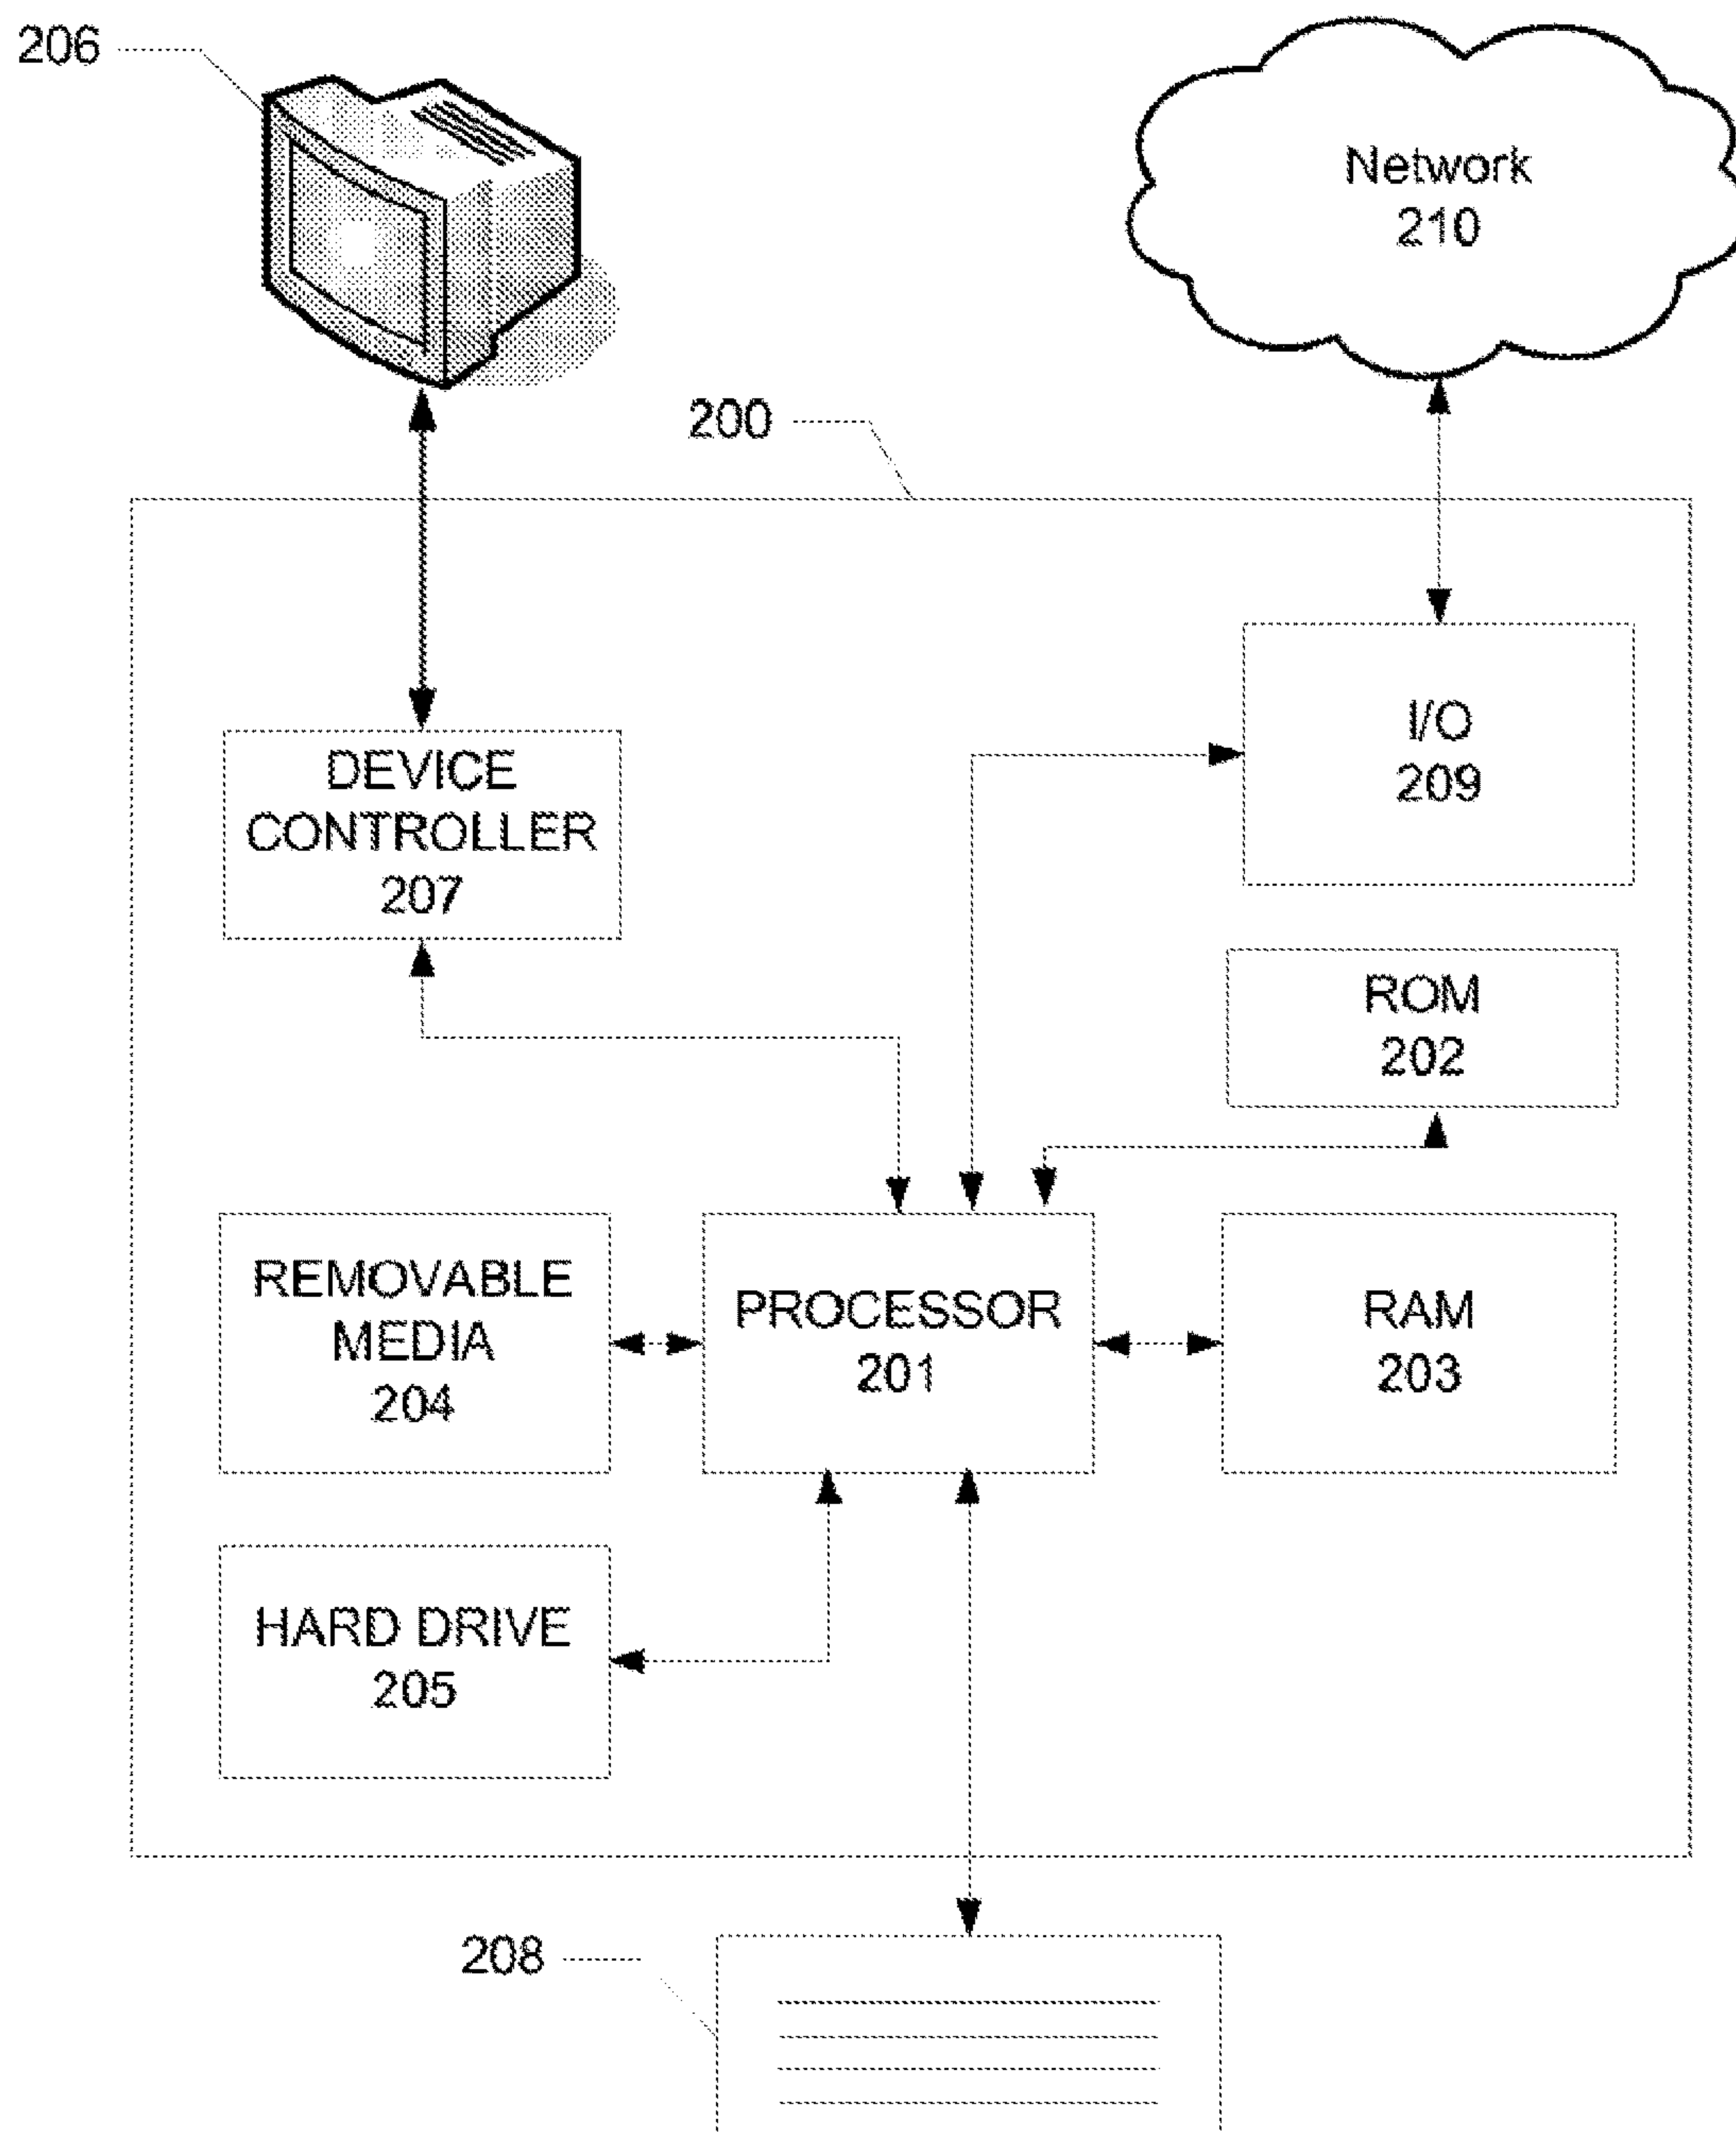 206
Network
210
200
DEVICE
CONTROLLER
207
I/O
209
ROM
202
REMOVABLE
MEDIA
204
PROCESSOR
201
RAM
203
HARD DRIVE
205
208